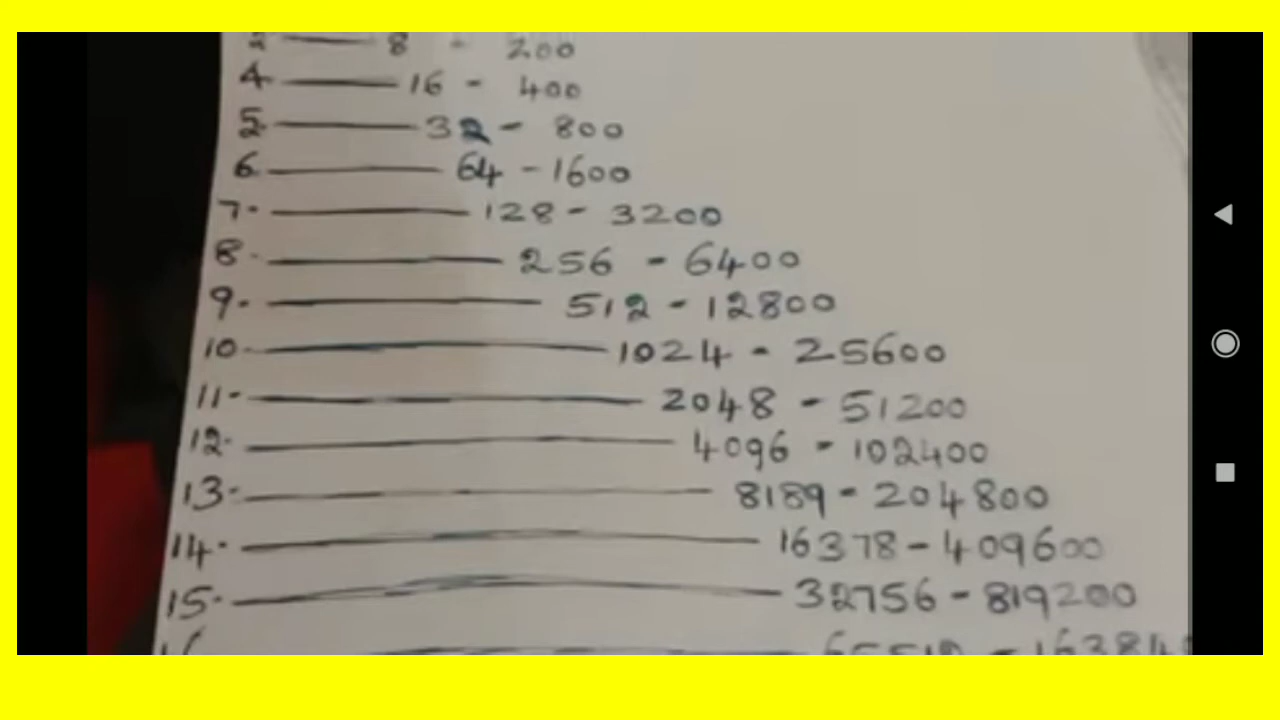 8 - 200
4 16 - 400
5 32 - 800
6 64 - 1600
7. 128 - 3200
8. 256 - 6400
9. 512 - 12800
10. 1024 - 25600
11. 2048 - 51200
12. 4096 - 102400
13. 8189 - 204800
14. 16378 - 409600
15. 32756 - 819200